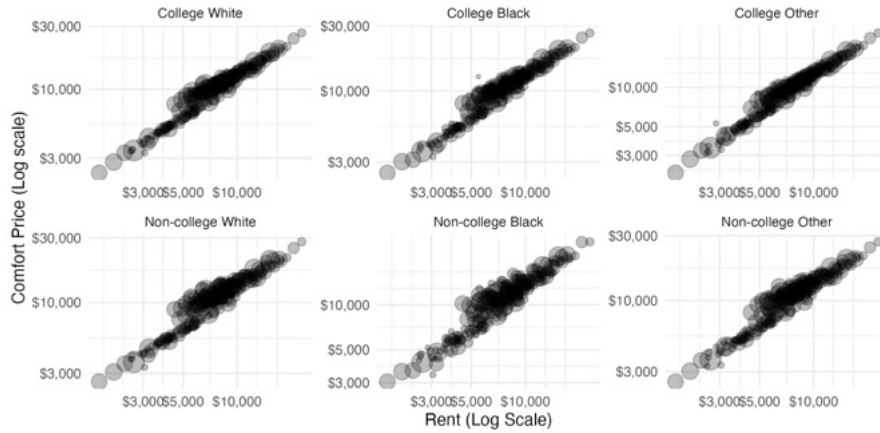 College White
College Black
College Other
$30,000
$10,000
$3,000
$30,000
$10,000
$3,000
$10,000
$5,000
$3,000
$3,000 $5,000 $10,000
$3,000 $5,000 $10,000
$3,000 $5,000 $10,000
Comfort Price (Log scale)
Non-college White
Non-college Black
Non-college Other
$30,000
$10,000
$3,000
$10,000
$5,000
$3,000
$30,000
$10,000
$3,000
$3,000 $5,000 $10,000
$3,000 $5,000 $10,000
$3,000 $5,000 $10,000
Rent (Log Scale)